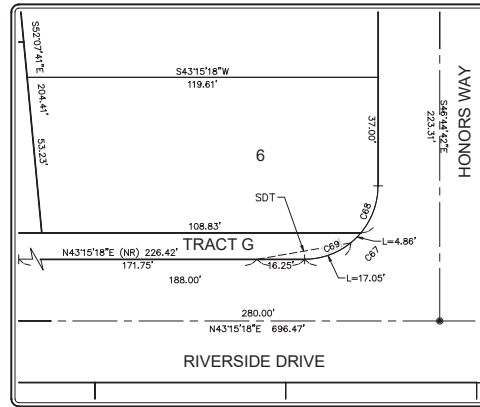 S52°07'41"E 204.41'
53.23'
S43°15'18"W
119.61'
37.00'
S46°44'42"E
223.31'
HONORS WAY
6
SDT
C68
108.83'
TRACT G
C69
L=4.86'
C67
N43°15'18"E (NR) 226.42'
171.75'
16.25'
L=17.05'
188.00'
280.00'
N43°15'18"E 696.47'
RIVERSIDE DRIVE